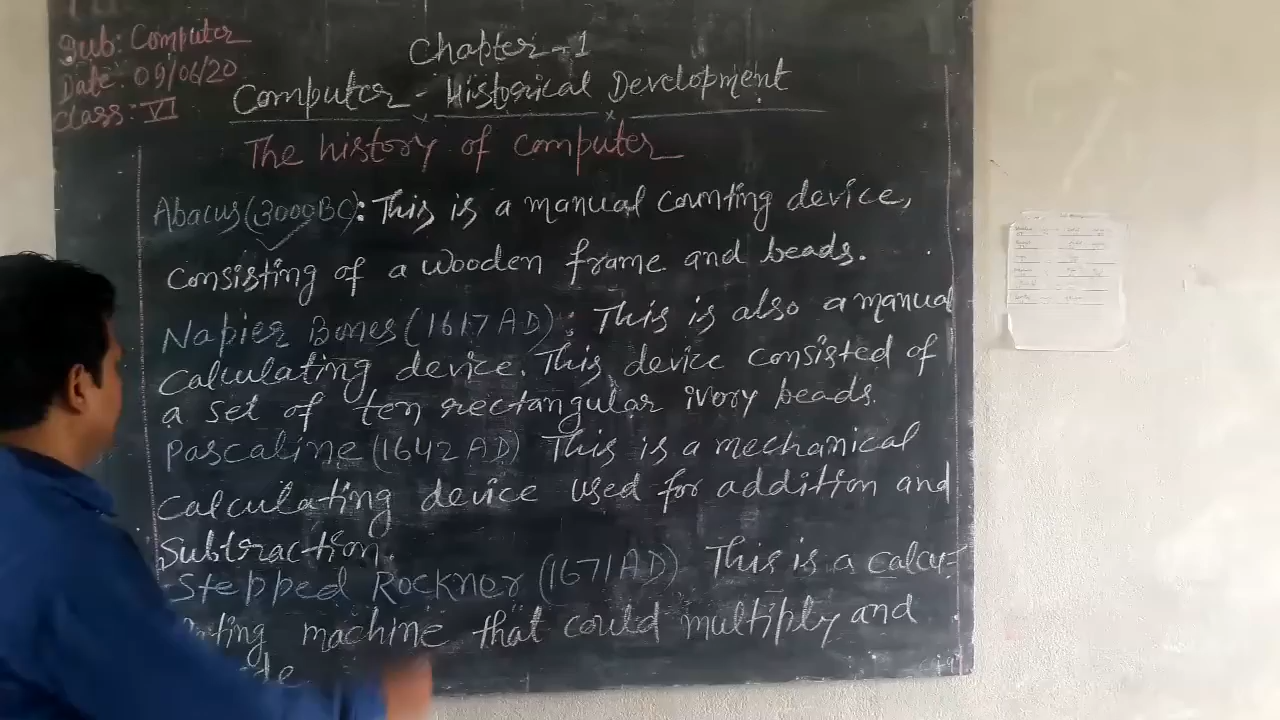 Sub: Computer
Date: 09/06/20
Class: VI
Chapter-1
Computer - Historical Development
The history of computer
Abacus (3000BC): This is a manual counting device,
consisting of a wooden frame and beads.
Napier Bones (1617 AD): This is also a manual
calculating device. This device consisted of
a set of ten rectangular ivory beads.
Pascaline (1642 AD) This is a mechanical
calculating device used for addition and
Subtraction.
Stepped Rockner (1671AD) This is a calcu-
lating machine that could multiply and